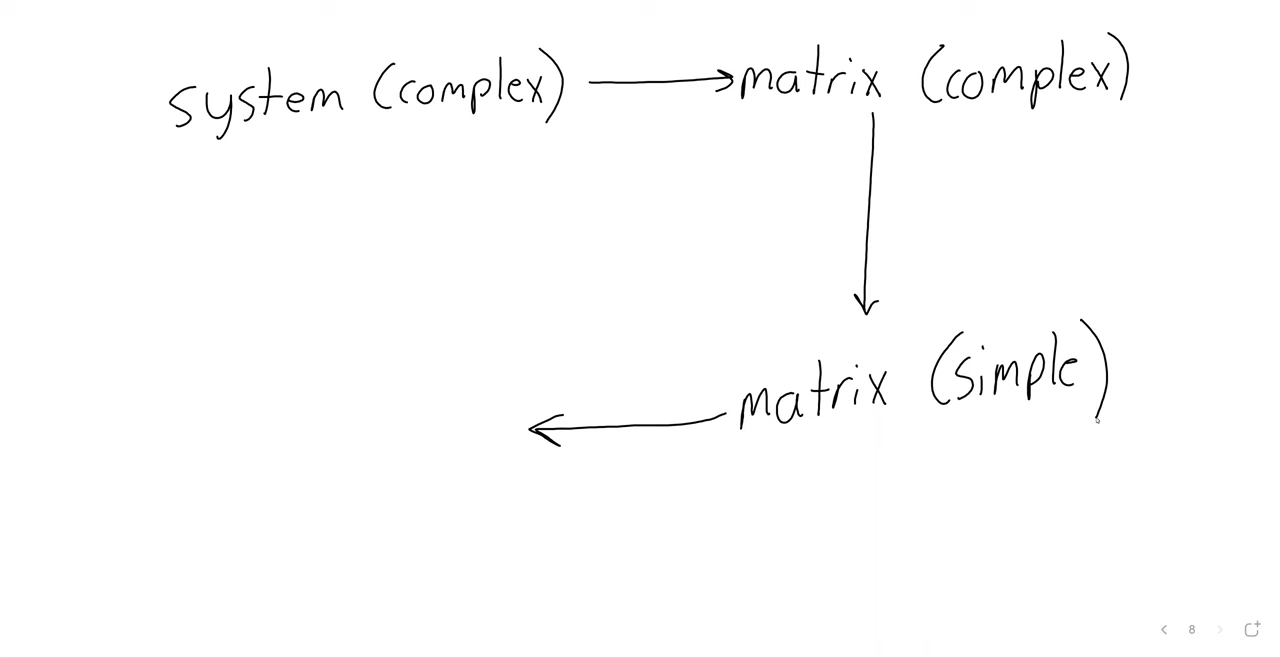 system (complex) → matrix (complex)
matrix (simple)
8